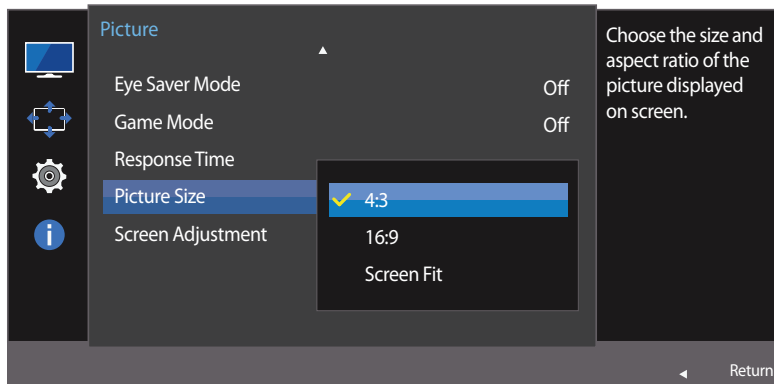 Picture
Eye Saver Mode Off
Game Mode Off
Response Time
Picture Size
4:3
Screen Adjustment
16:9
Screen Fit
Choose the size and
aspect ratio of the
picture displayed
on screen.
Return